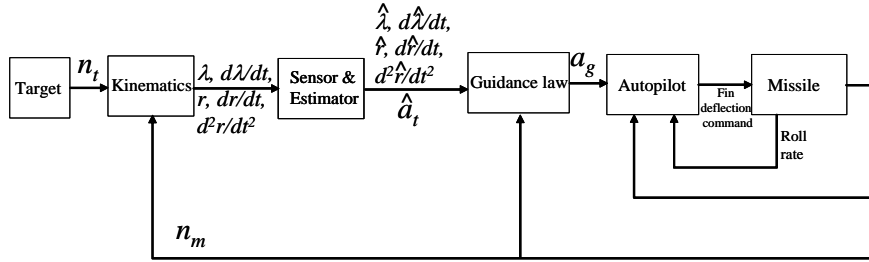 Target
n_t
Kinematics
λ, dλ/dt,
r, dr/dt,
d²r/dt²
Sensor &
Estimator
λ̂, dλ̂/dt,
r̂, dr̂/dt,
d²r̂/dt²
â_t
Guidance law
a_g
Autopilot
Fin
deflection
command
Missile
Roll
rate
n_m